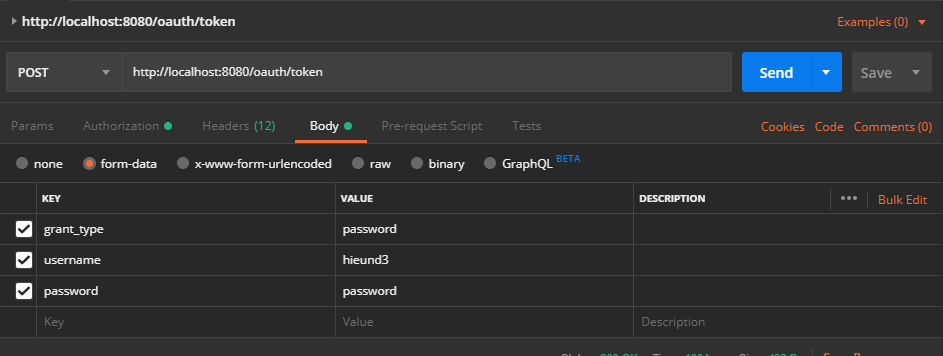 http://localhost:8080/oauth/token Examples (0)
POST http://localhost:8080/oauth/token Send Save
Params Authorization Headers (12) Body Pre-request Script Tests Cookies Code Comments (0)
none form-data x-www-form-urlencoded raw binary GraphQL BETA
KEY VALUE DESCRIPTION ••• Bulk Edit
grant_type password
username hieund3
password password
Key Value Description